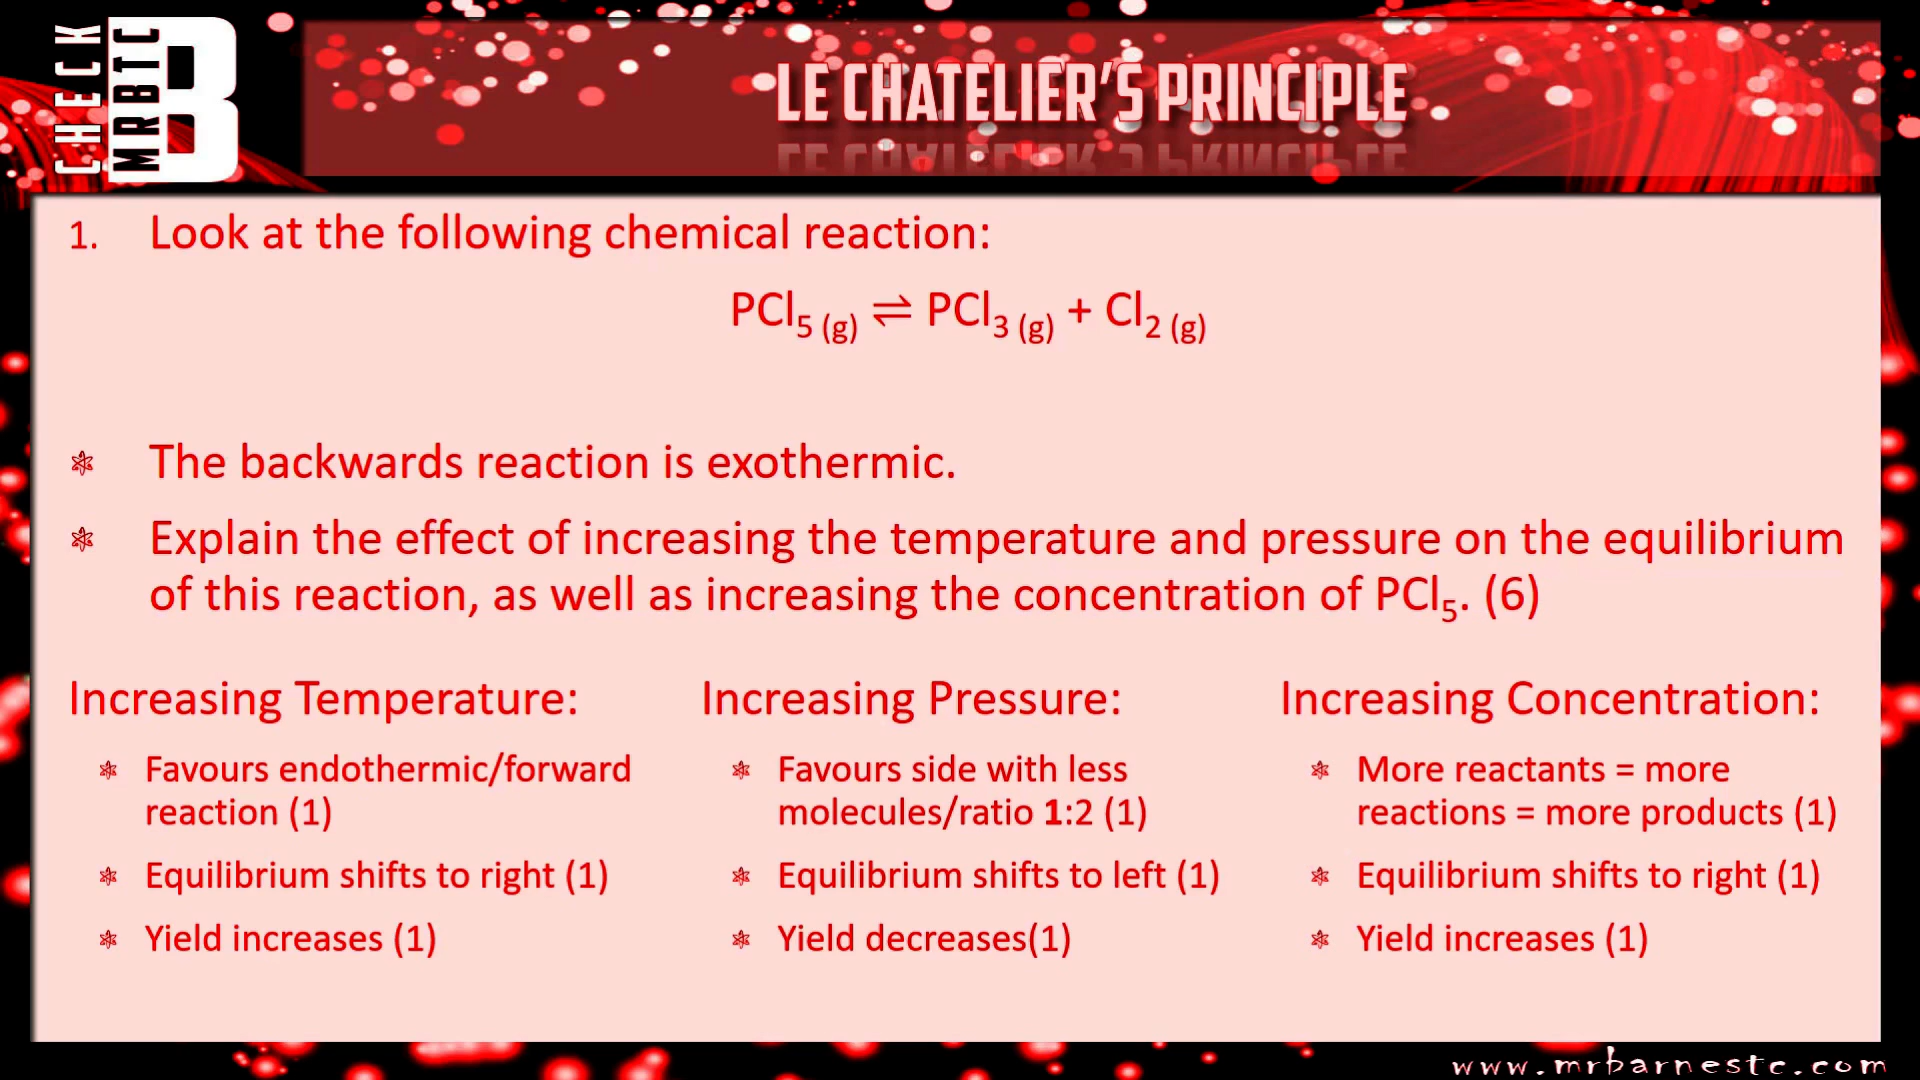 CHECK
MRBTC
B
LE CHATELIER'S PRINCIPLE
1. Look at the following chemical reaction:
PCl₅ (g) ⇌ PCl₃ (g) + Cl₂ (g)
The backwards reaction is exothermic.
Explain the effect of increasing the temperature and pressure on the equilibrium
of this reaction, as well as increasing the concentration of PCl₅. (6)
Increasing Temperature:
Favours endothermic/forward
reaction (1)
Equilibrium shifts to right (1)
Yield increases (1)
Increasing Pressure:
Favours side with less
molecules/ratio 1:2 (1)
Equilibrium shifts to left (1)
Yield decreases(1)
Increasing Concentration:
More reactants = more
reactions = more products (1)
Equilibrium shifts to right (1)
Yield increases (1)
www.mrbarnestc.com